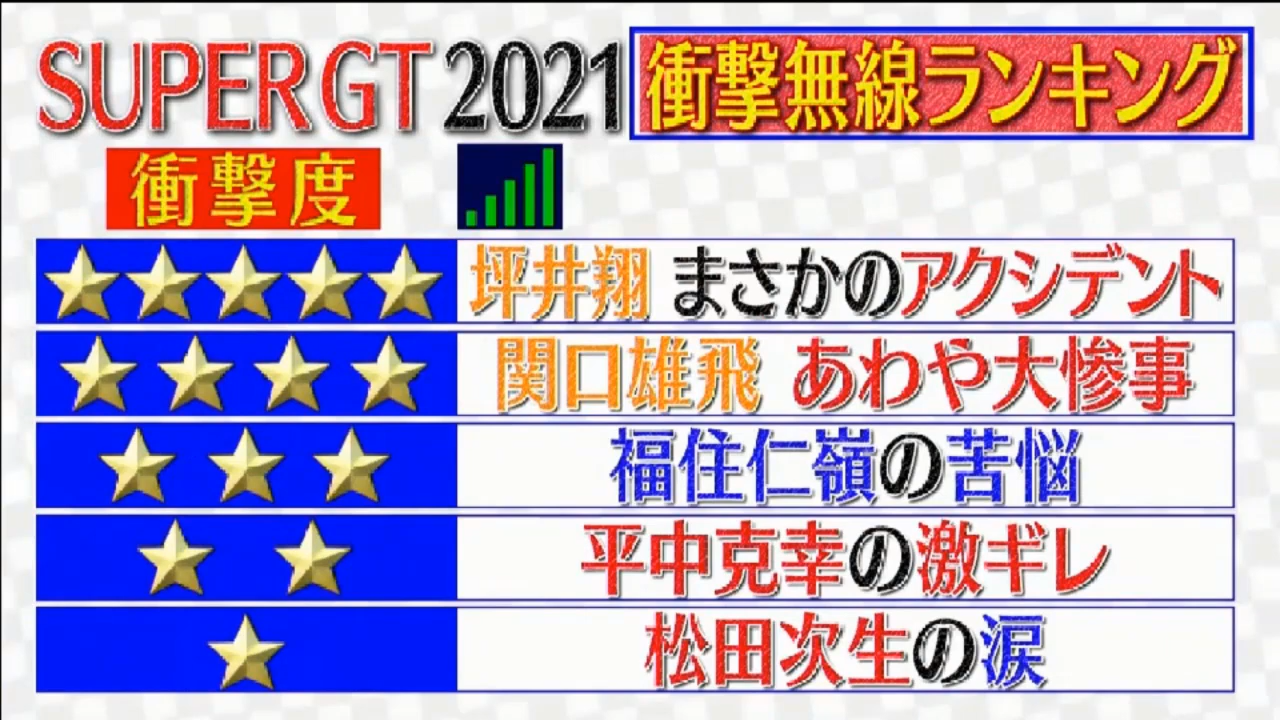 SUPER GT 2021 衝撃無線ランキング
衝撃度
坪井翔 まさかのアクシデント
関口雄飛 あわや大惨事
福住仁嶺の苦悩
平中克幸の激ギレ
松田次生の涙